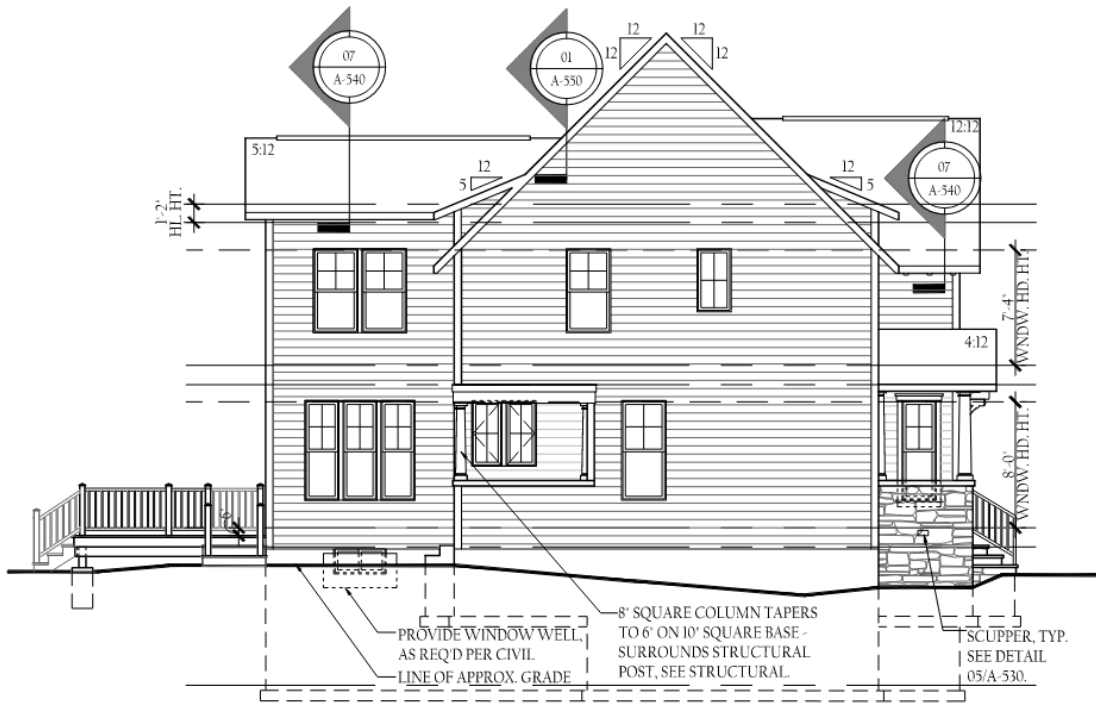 12
12
12
12
07
A-540
01
A-550
5:12
12:12
12
5
12
5
07
A-540
1'-2"
HL. HT.
7'-4"
WNDW. HD. HT.
4:12
8'-0"
WNDW. HD. HT.
8" SQUARE COLUMN TAPERS
TO 6" ON 10" SQUARE BASE -
SURROUNDS STRUCTURAL
POST, SEE STRUCTURAL.
PROVIDE WINDOW WELL,
AS REQ'D PER CIVIL
LINE OF APPROX. GRADE
SCUPPER, TYP.
SEE DETAIL
05/A-530.